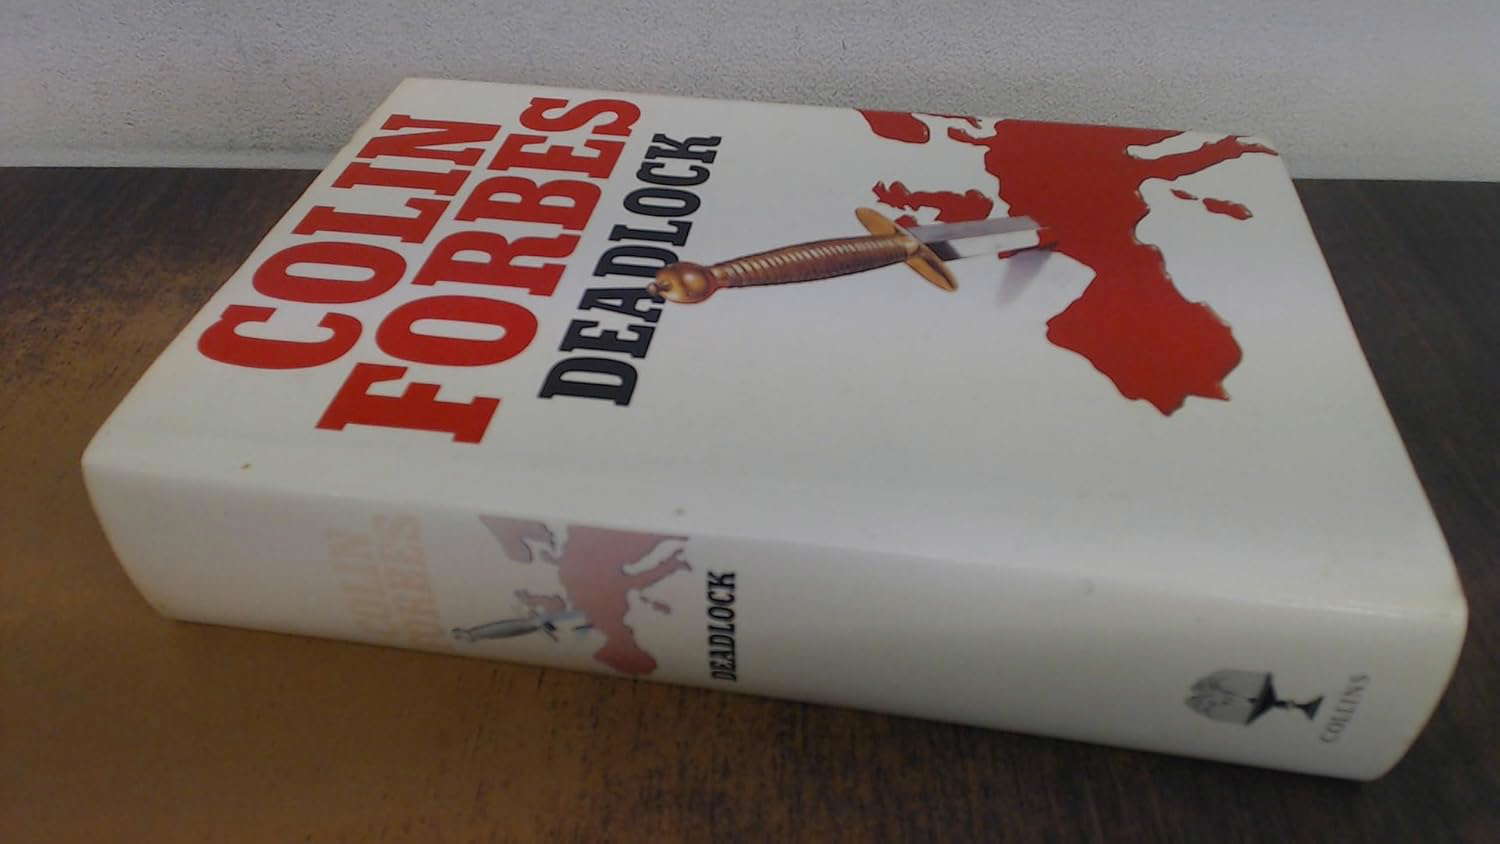 COLIN
FORBES
DEADLOCK
COLIN
FORBES
DEADLOCK
COLLINS